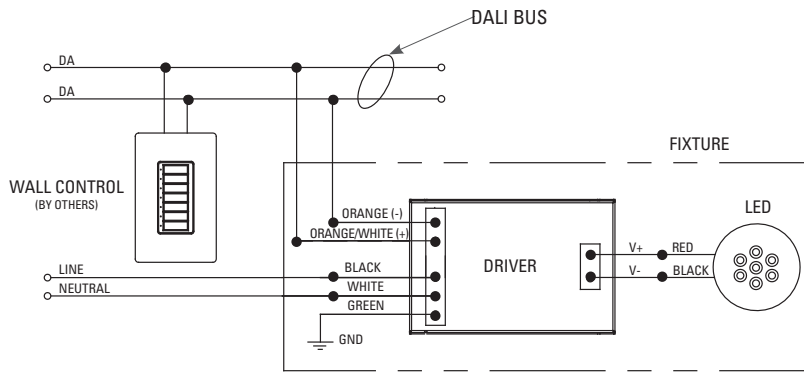 DALI BUS
DA
DA
FIXTURE
WALL CONTROL
(BY OTHERS)
ORANGE (-)
ORANGE/WHITE (+)
LED
DRIVER
V+
RED
V-
BLACK
LINE
BLACK
NEUTRAL
WHITE
GREEN
GND